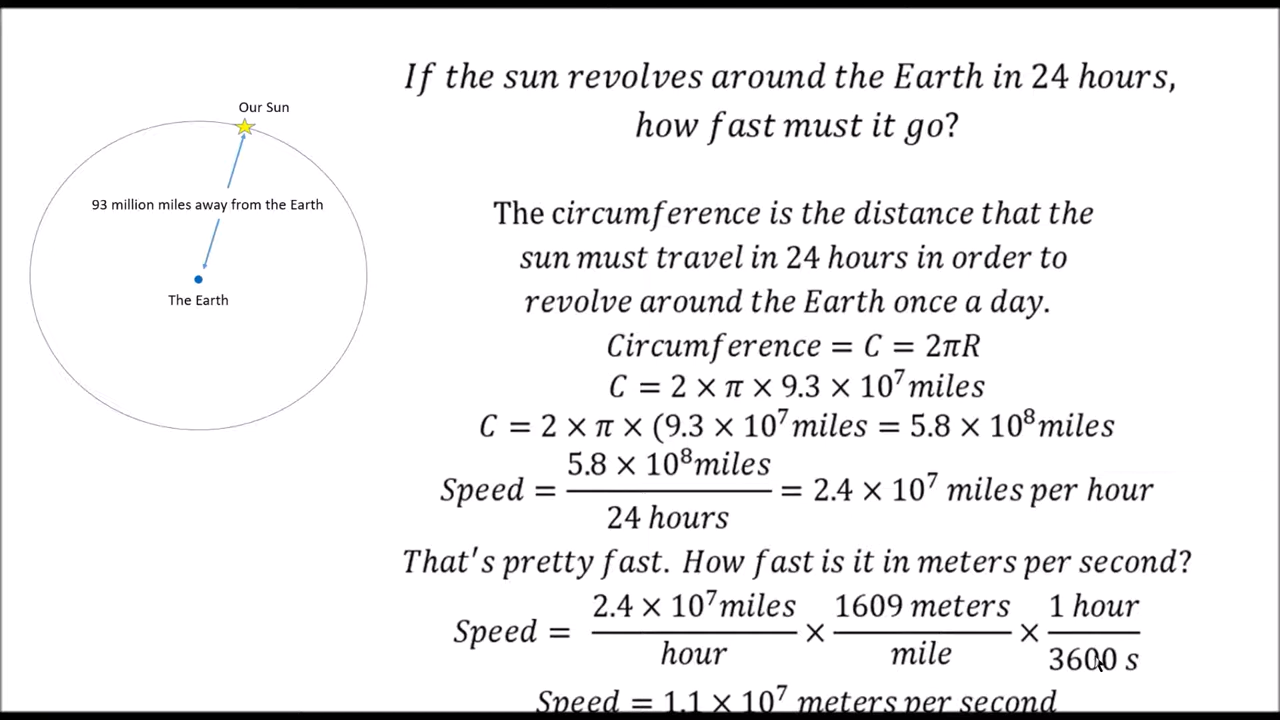 Our Sun
93 million miles away from the Earth
The Earth
If the sun revolves around the Earth in 24 hours,
how fast must it go?
The circumference is the distance that the
sun must travel in 24 hours in order to
revolve around the Earth once a day.
Circumference = C = 2πR
C = 2 × π × 9.3 × 10⁷ miles
C = 2 × π × (9.3 × 10⁷ miles = 5.8 × 10⁸ miles
Speed = 5.8 × 10⁸ miles / 24 hours = 2.4 × 10⁷ miles per hour
That's pretty fast. How fast is it in meters per second?
Speed = 2.4 × 10⁷ miles / hour × 1609 meters / mile × 1 hour / 3600 s
Speed = 1.1 × 10⁷ meters per second